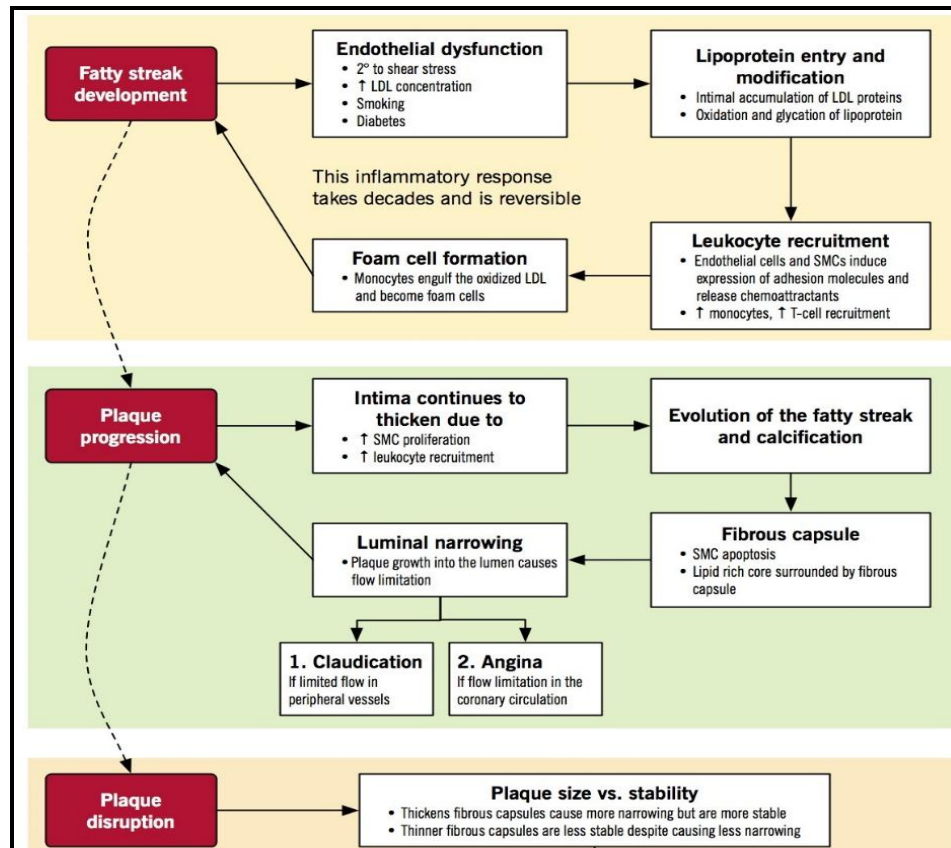 Fatty streak
development
Endothelial dysfunction
• 2° to shear stress
• ↑ LDL concentration
• Smoking
• Diabetes
Lipoprotein entry and
modification
• Intimal accumulation of LDL proteins
• Oxidation and glycation of lipoprotein
This inflammatory response
takes decades and is reversible
Foam cell formation
• Monocytes engulf the oxidized LDL
and become foam cells
Leukocyte recruitment
• Endothelial cells and SMCs induce
expression of adhesion molecules and
release chemoattractants
• ↑ monocytes, ↑ T-cell recruitment
Plaque
progression
Intima continues to
thicken due to
• ↑ SMC proliferation
• ↑ leukocyte recruitment
Evolution of the fatty streak
and calcification
Luminal narrowing
• Plaque growth into the lumen causes
flow limitation
Fibrous capsule
• SMC apoptosis
• Lipid rich core surrounded by fibrous
capsule
1. Claudication
If limited flow in
peripheral vessels
2. Angina
If flow limitation in the
coronary circulation
Plaque
disruption
Plaque size vs. stability
• Thickens fibrous capsules cause more narrowing but are more stable
• Thinner fibrous capsules are less stable despite causing less narrowing